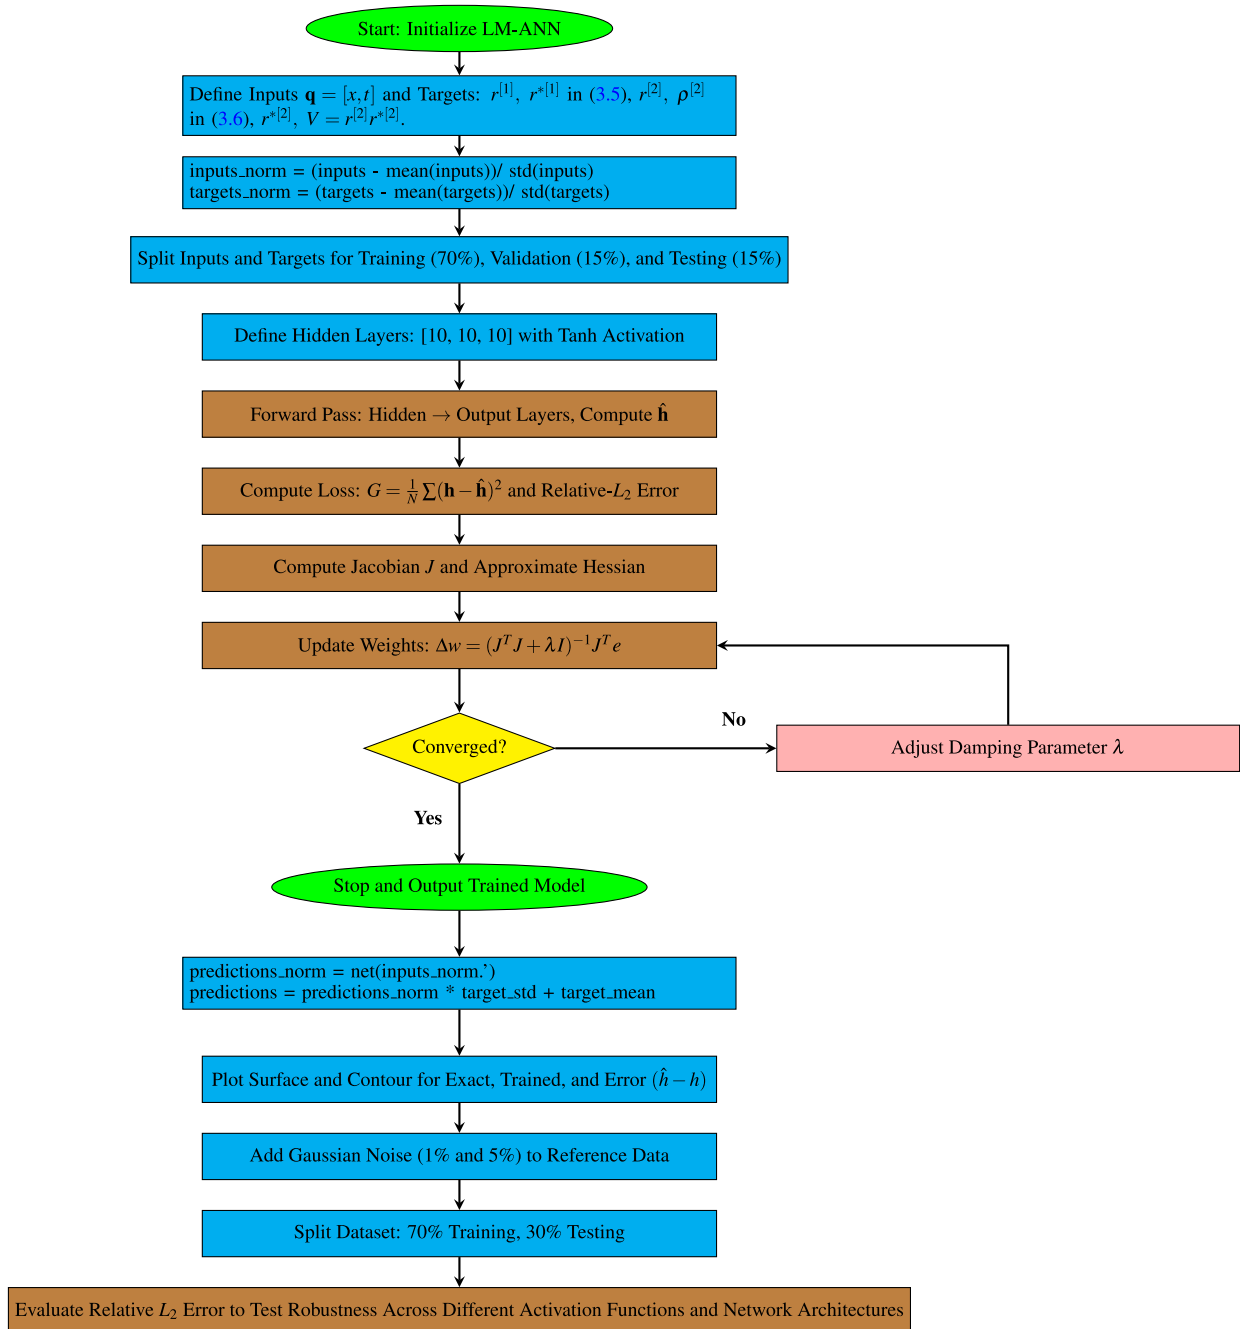 Start: Initialize LM-ANN
Define Inputs q = [x,t] and Targets: r^[1], r^*[1] in (3.5), r^[2], ρ^[2]
in (3.6), r^*[2], V = r^[2]r^*[2].
inputs_norm = (inputs - mean(inputs))/ std(inputs)
targets_norm = (targets - mean(targets))/ std(targets)
Split Inputs and Targets for Training (70%), Validation (15%), and Testing (15%)
Define Hidden Layers: [10, 10, 10] with Tanh Activation
Forward Pass: Hidden → Output Layers, Compute ĥ
Compute Loss: G = 1/N ∑(h − ĥ)² and Relative-L₂ Error
Compute Jacobian J and Approximate Hessian
Update Weights: Δw = (JᵀJ + λI)⁻¹Jᵀe
Converged?
No
Adjust Damping Parameter λ
Yes
Stop and Output Trained Model
predictions_norm = net(inputs_norm.’)
predictions = predictions_norm * target_std + target_mean
Plot Surface and Contour for Exact, Trained, and Error (ĥ − h)
Add Gaussian Noise (1% and 5%) to Reference Data
Split Dataset: 70% Training, 30% Testing
Evaluate Relative L₂ Error to Test Robustness Across Different Activation Functions and Network Architectures